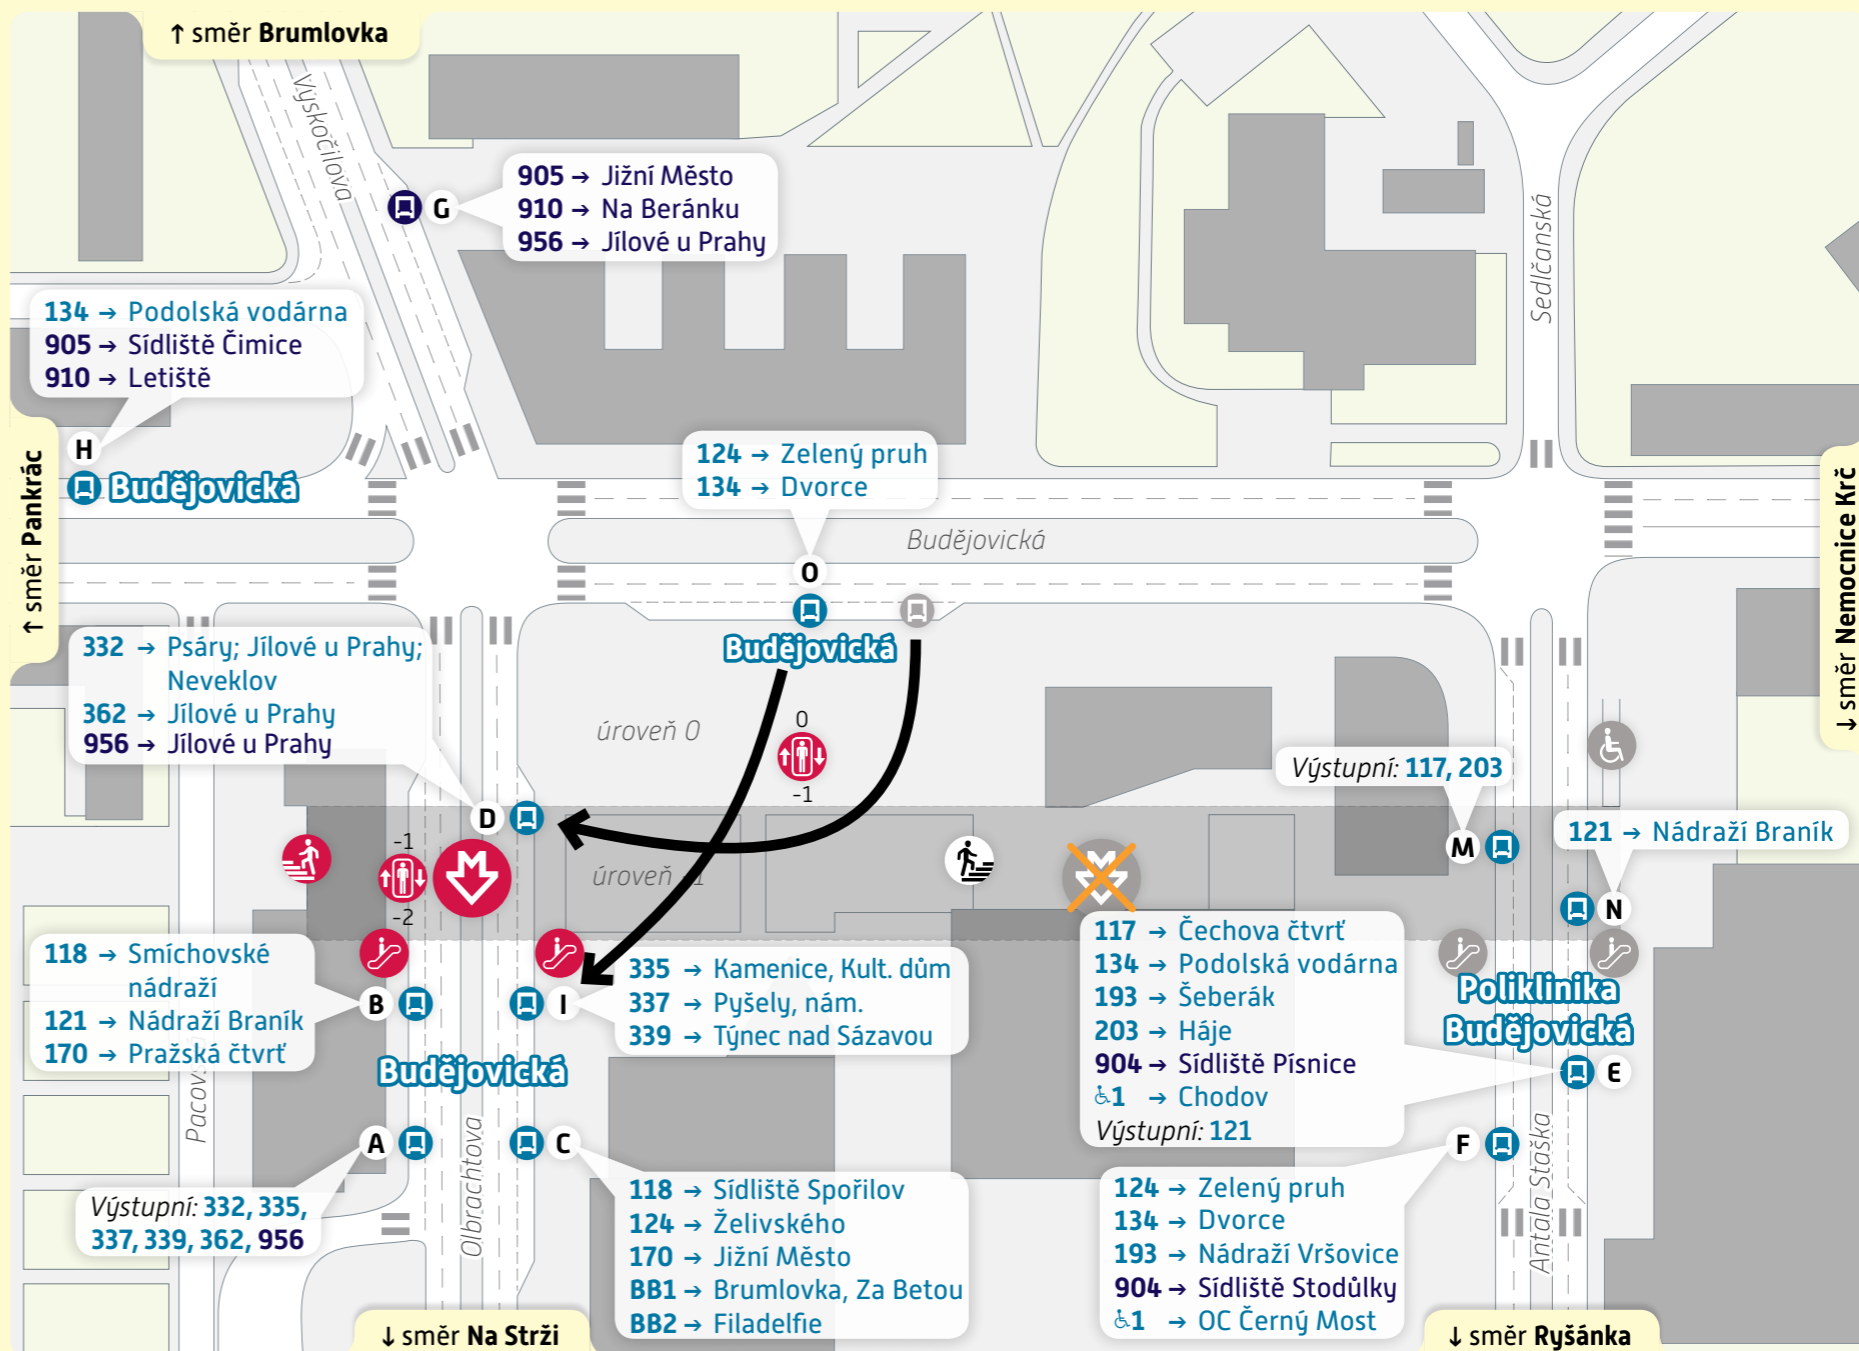 ↑ směr Brumlovka
Vyskočilova
905 → Jižní Město
910 → Na Beránku
956 → Jílové u Prahy
G
Sedlčanská
134 → Podolská vodárna
905 → Sídliště Čimice
910 → Letiště
H
Budějovická
↑ směr Pankrác
124 → Zelený pruh
134 → Dvorce
O
Budějovická
Budějovická
↓ směr Nemocnice Krč
332 → Psáry; Jílové u Prahy;
Neveklov
362 → Jílové u Prahy
956 → Jílové u Prahy
D
úroveň 0
0
-1
Výstupní: 117, 203
M
121 → Nádraží Braník
N
-1
-2
úroveň -1
118 → Smíchovské
nádraží
121 → Nádraží Braník
170 → Pražská čtvrť
B
I
335 → Kamenice, Kult. dům
337 → Pyšely, nám.
339 → Týnec nad Sázavou
117 → Čechova čtvrť
134 → Podolská vodárna
193 → Šeberák
203 → Háje
904 → Sídliště Písnice
1 → Chodov
Výstupní: 121
Poliklinika
Budějovická
E
Budějovická
A
C
F
Výstupní: 332, 335,
337, 339, 362, 956
Olbrachtova
118 → Sídliště Spořilov
124 → Želivského
170 → Jižní Město
BB1 → Brumlovka, Za Betou
BB2 → Filadelfie
124 → Zelený pruh
134 → Dvorce
193 → Nádraží Vršovice
904 → Sídliště Stodůlky
1 → OC Černý Most
Antala Staška
↓ směr Na Strži
↓ směr Ryšánka